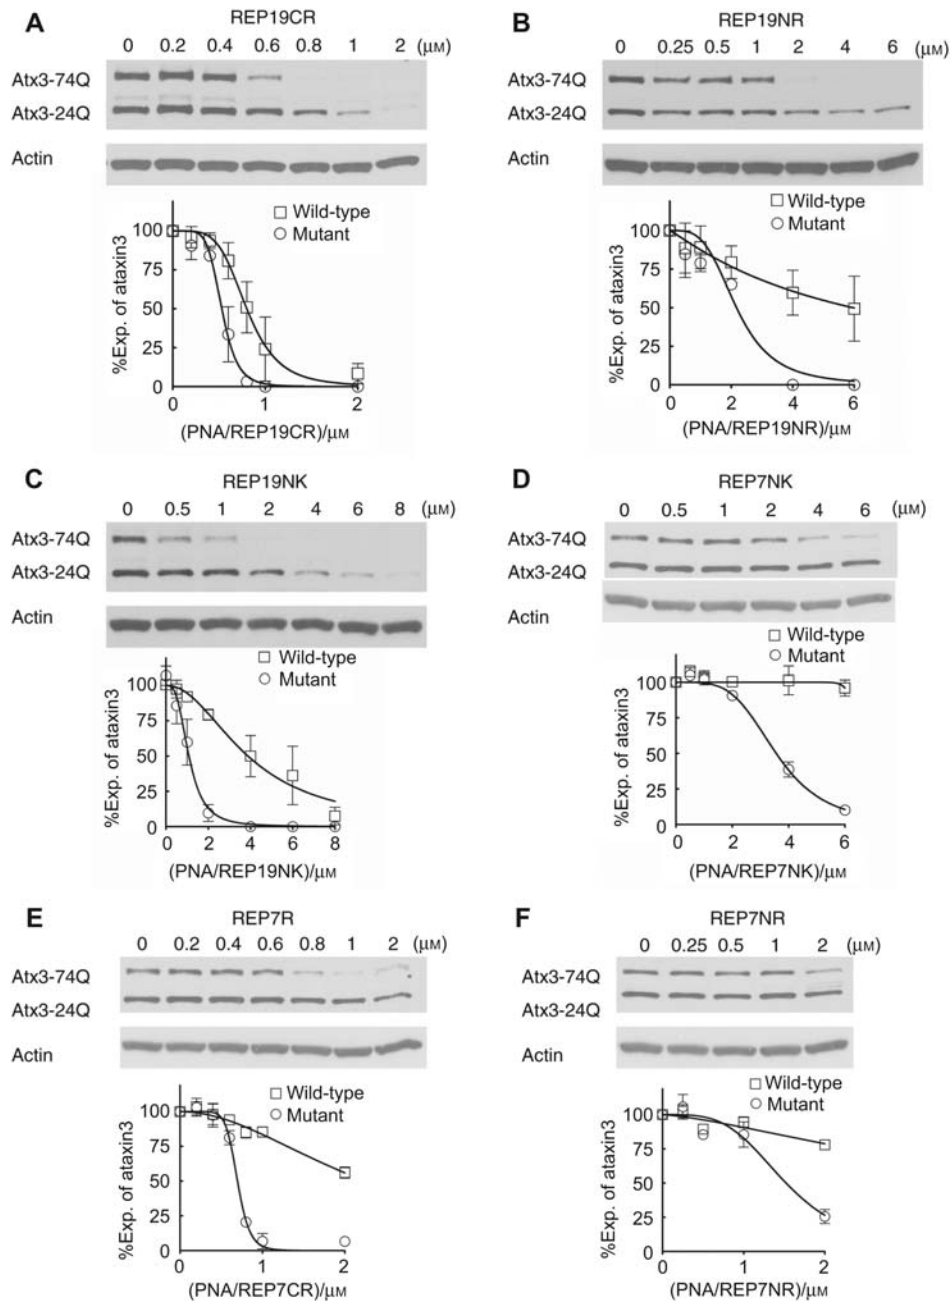 A
REP19CR
0 0.2 0.4 0.6 0.8 1 2 (μM)
Atx3-74Q
Atx3-24Q
Actin
Wild-type
Mutant
%Exp. of ataxin3
100
75
50
25
0
0 1 2
(PNA/REP19CR)/μM
B
REP19NR
0 0.25 0.5 1 2 4 6 (μM)
Atx3-74Q
Atx3-24Q
Actin
Wild-type
Mutant
%Exp. of ataxin3
100
75
50
25
0
0 2 4 6
(PNA/REP19NR)/μM
C
REP19NK
0 0.5 1 2 4 6 8 (μM)
Atx3-74Q
Atx3-24Q
Actin
Wild-type
Mutant
%Exp. of ataxin3
100
75
50
25
0
0 2 4 6 8
(PNA/REP19NK)/μM
D
REP7NK
0 0.5 1 2 4 6 (μM)
Atx3-74Q
Atx3-24Q
Actin
Wild-type
Mutant
%Exp. of ataxin3
100
75
50
25
0
0 2 4 6
(PNA/REP7NK)/μM
E
REP7R
0 0.2 0.4 0.6 0.8 1 2 (μM)
Atx3-74Q
Atx3-24Q
Actin
Wild-type
Mutant
%Exp. of ataxin3
100
75
50
25
0
0 1 2
(PNA/REP7CR)/μM
F
REP7NR
0 0.25 0.5 1 2 (μM)
Atx3-74Q
Atx3-24Q
Actin
Wild-type
Mutant
%Exp. of ataxin3
100
75
50
25
0
0 1 2
(PNA/REP7NR)/μM